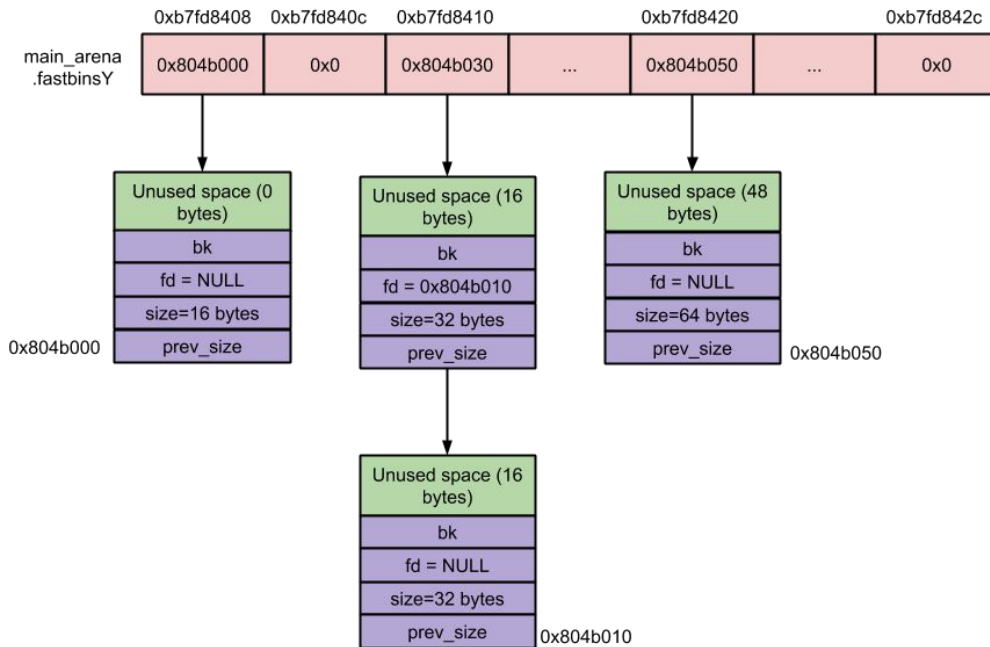 0xb7fd8408 0xb7fd840c 0xb7fd8410 0xb7fd8420 0xb7fd842c
main_arena
.fastbinsY
0x804b000 0x0 0x804b030 ... 0x804b050 ... 0x0
Unused space (0
bytes)
bk
fd = NULL
size=16 bytes
prev_size
0x804b000
Unused space (16
bytes)
bk
fd = 0x804b010
size=32 bytes
prev_size
Unused space (48
bytes)
bk
fd = NULL
size=64 bytes
prev_size
0x804b050
Unused space (16
bytes)
bk
fd = NULL
size=32 bytes
prev_size
0x804b010